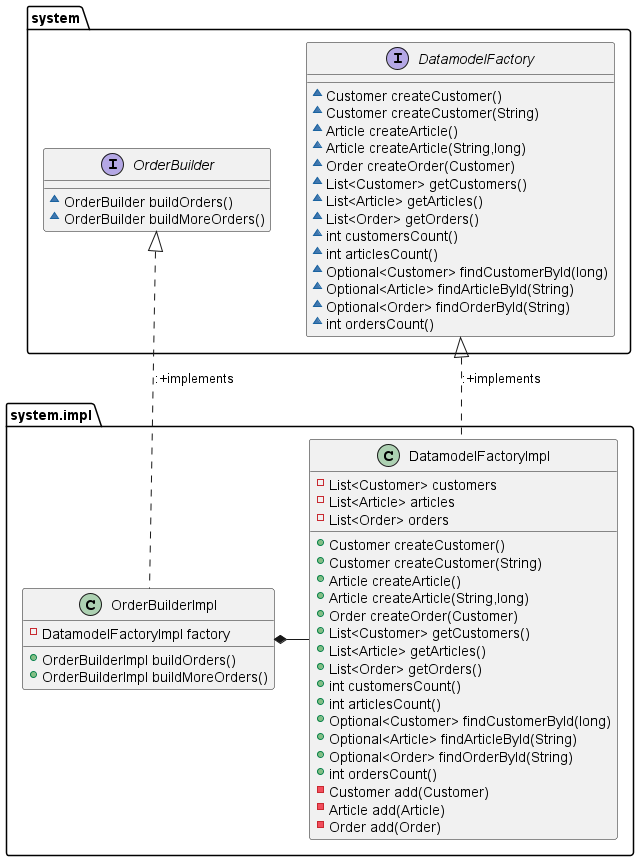 system
I DatamodelFactory
Customer createCustomer()
Customer createCustomer(String)
Article createArticle()
Article createArticle(String,long)
Order createOrder(Customer)
List<Customer> getCustomers()
List<Article> getArticles()
List<Order> getOrders()
int customersCount()
int articlesCount()
Optional<Customer> findCustomerById(long)
Optional<Article> findArticleById(String)
Optional<Order> findOrderById(String)
int ordersCount()
I OrderBuilder
OrderBuilder buildOrders()
OrderBuilder buildMoreOrders()
: +implements
: +implements
system.impl
C DatamodelFactoryImpl
List<Customer> customers
List<Article> articles
List<Order> orders
Customer createCustomer()
Customer createCustomer(String)
Article createArticle()
Article createArticle(String,long)
Order createOrder(Customer)
List<Customer> getCustomers()
List<Article> getArticles()
List<Order> getOrders()
int customersCount()
int articlesCount()
Optional<Customer> findCustomerById(long)
Optional<Article> findArticleById(String)
Optional<Order> findOrderById(String)
int ordersCount()
Customer add(Customer)
Article add(Article)
Order add(Order)
C OrderBuilderImpl
DatamodelFactoryImpl factory
OrderBuilderImpl buildOrders()
OrderBuilderImpl buildMoreOrders()